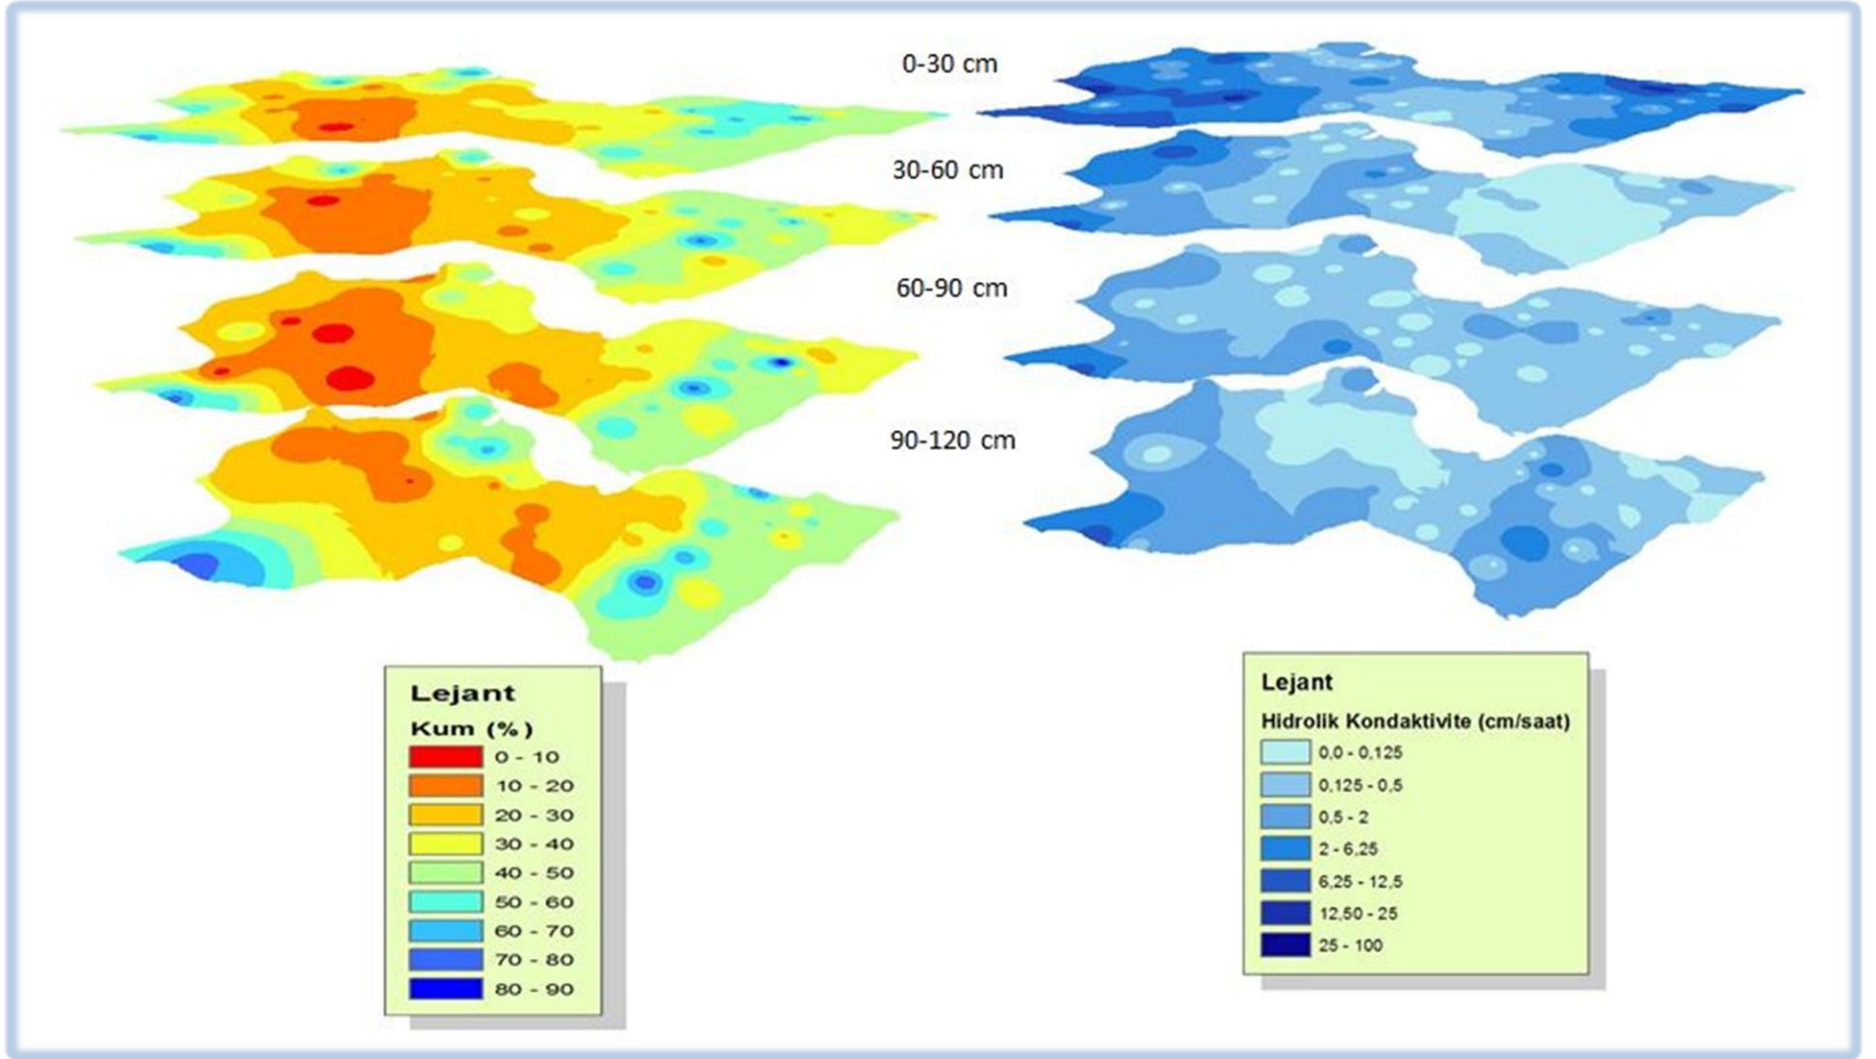 0-30 cm
30-60 cm
60-90 cm
90-120 cm
Lejant
Kum (%)
0 - 10
10 - 20
20 - 30
30 - 40
40 - 50
50 - 60
60 - 70
70 - 80
80 - 90
Lejant
Hidrolik Kondaktivite (cm/saat)
0,0 - 0,125
0,125 - 0,5
0,5 - 2
2 - 6,25
6,25 - 12,5
12,50 - 25
25 - 100